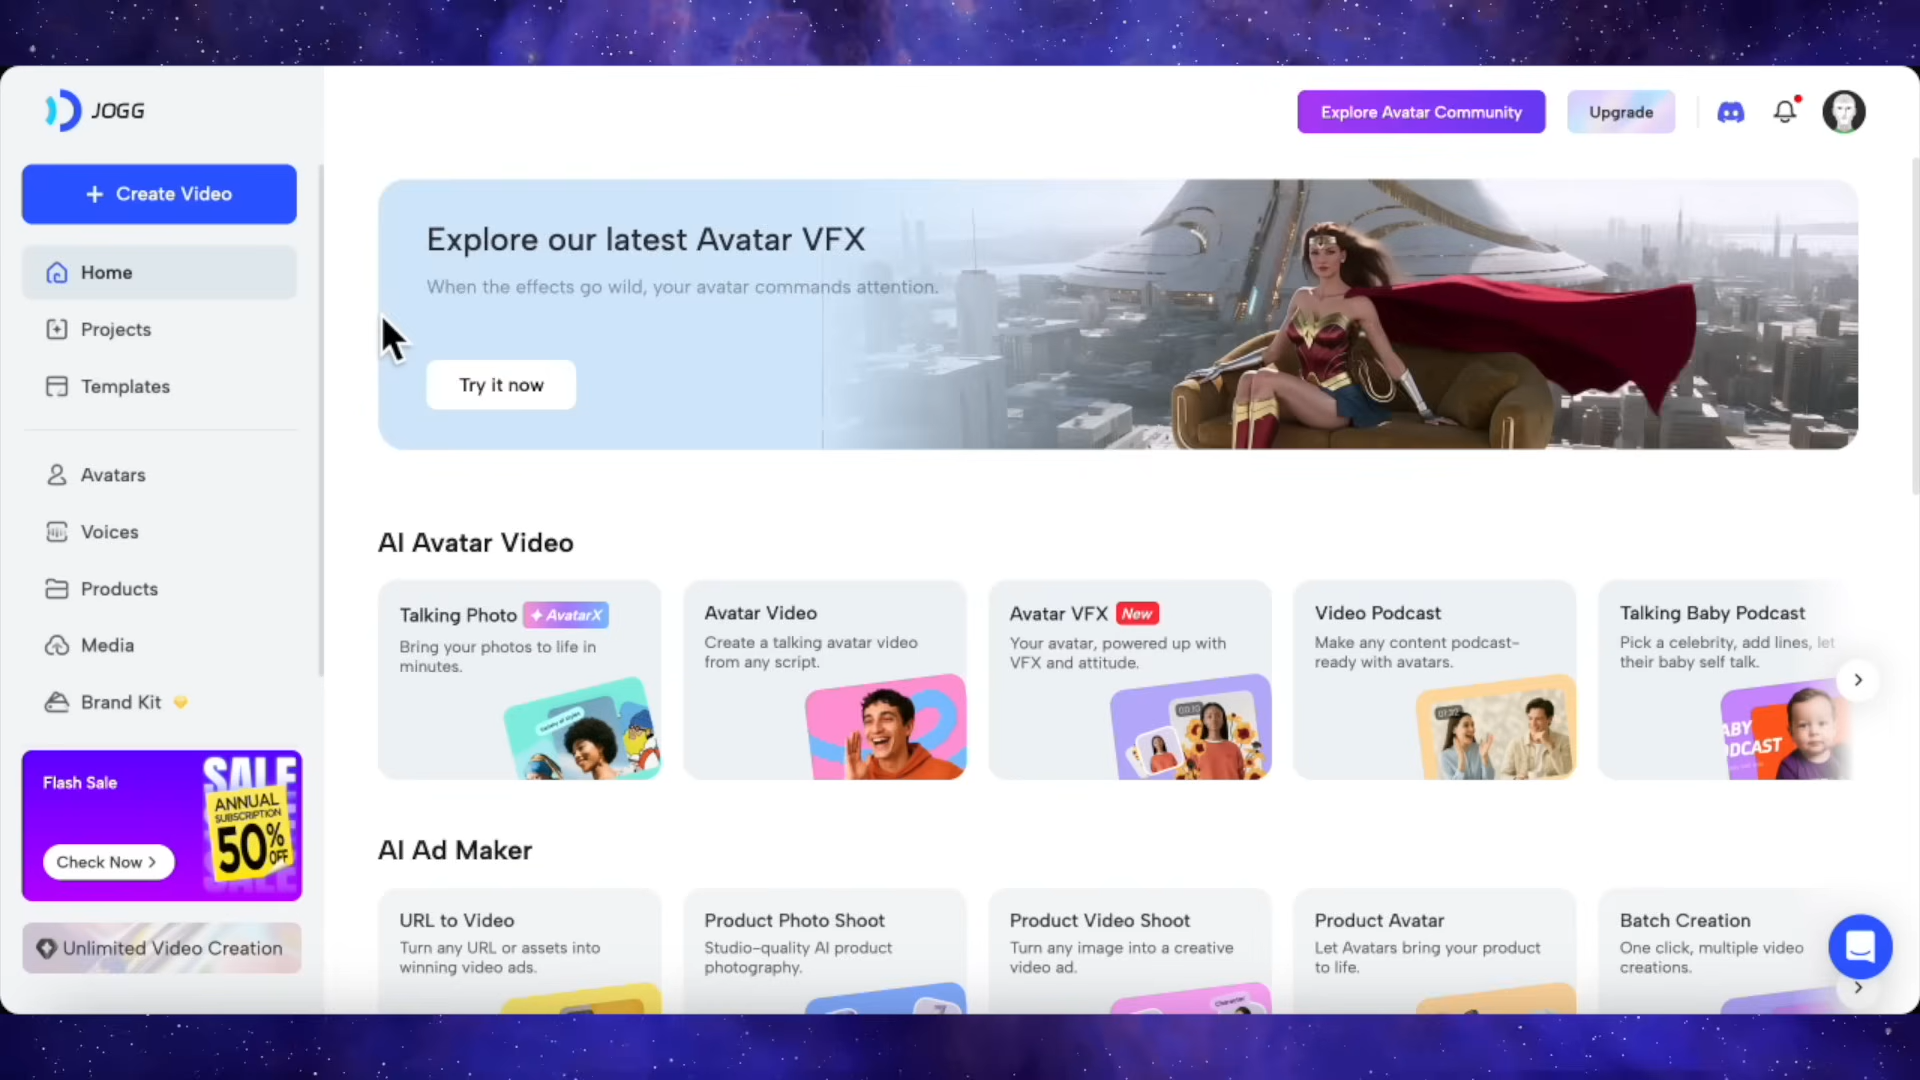 JOGG
Explore Avatar Community
Upgrade
+ Create Video
Home
Projects
Templates
Avatars
Voices
Products
Media
Brand Kit
Flash Sale
Check Now >
SALE
ANNUAL
SUBSCRIPTION
50% OFF
SALE
Unlimited Video Creation
Explore our latest Avatar VFX
When the effects go wild, your avatar commands attention.
Try it now
AI Avatar Video
Talking Photo AvatarX
Bring your photos to life in
minutes.
Avatar Video
Create a talking avatar video
from any script.
Avatar VFX New
Your avatar, powered up with
VFX and attitude.
00:10
Video Podcast
Make any content podcast-
ready with avatars.
Talking Baby Podcast
Pick a celebrity, add lines, let
their baby self talk.
AI Ad Maker
URL to Video
Turn any URL or assets into
winning video ads.
Product Photo Shoot
Studio-quality AI product
photography.
Product Video Shoot
Turn any image into a creative
video ad.
Character
Product Avatar
Let Avatars bring your product
to life.
Batch Creation
One click, multiple video
creations.